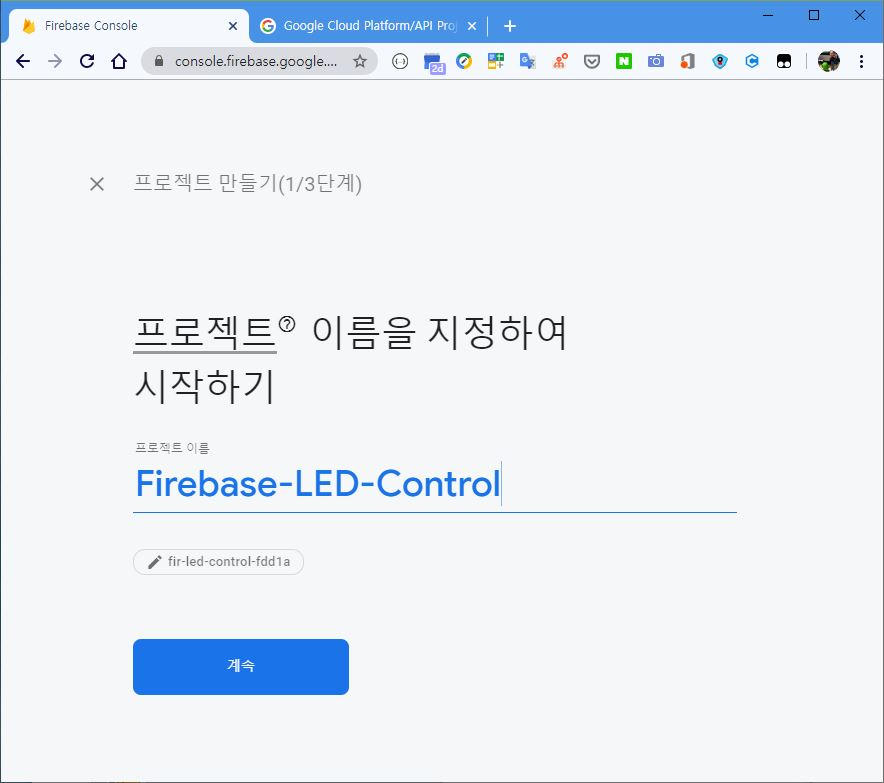 Firebase Console
Google Cloud Platform/API Pro
console.firebase.google....
2d
프로젝트 만들기(1/3단계)
프로젝트? 이름을 지정하여
시작하기
프로젝트 이름
Firebase-LED-Control
fir-led-control-fdd1a
계속